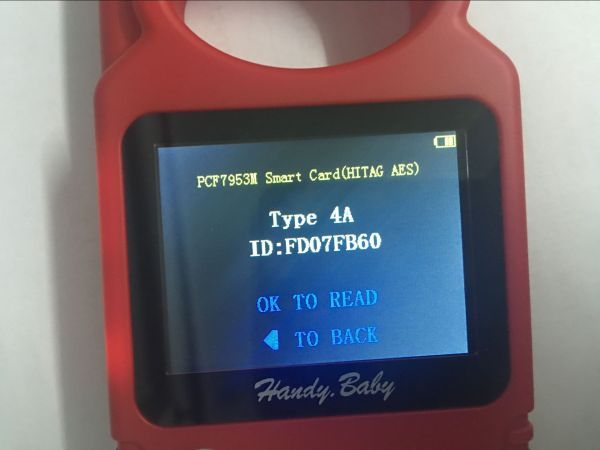 PCF7953M Smart Card(HITAG AES)
Type 4A
ID:FD07FB60
OK TO READ
TO BACK
Handy.Baby